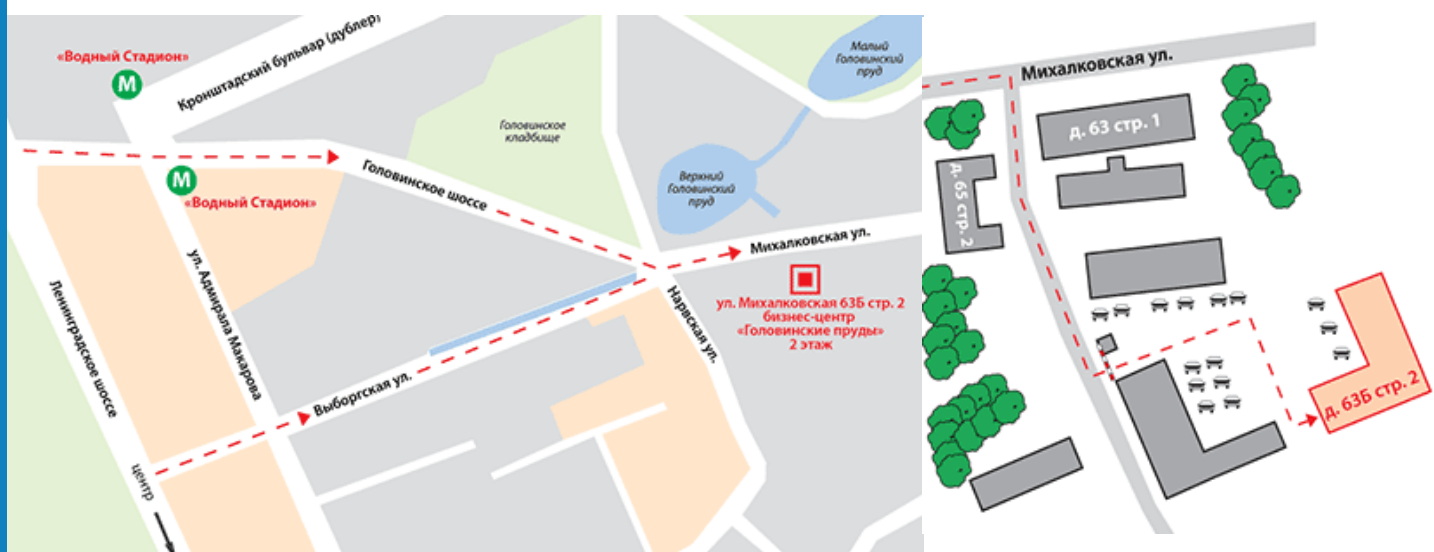 «Водный Стадион»
М
Кронштадский бульвар (дублер)
Малый
Головинский
пруд
Головинское
кладбище
М
«Водный Стадион»
Головинское шоссе
Верхний
Головинский
пруд
Михалковская ул.
ул. Михалковская 63Б стр. 2
бизнес-центр
«Головинские пруды»
2 этаж
Ленинградское шоссе
ул. Адмирала Макарова
Нарвская ул.
Выборгская ул.
центр
Михалковская ул.
д. 63 стр. 1
д. 65 стр. 2
д. 63Б стр. 2